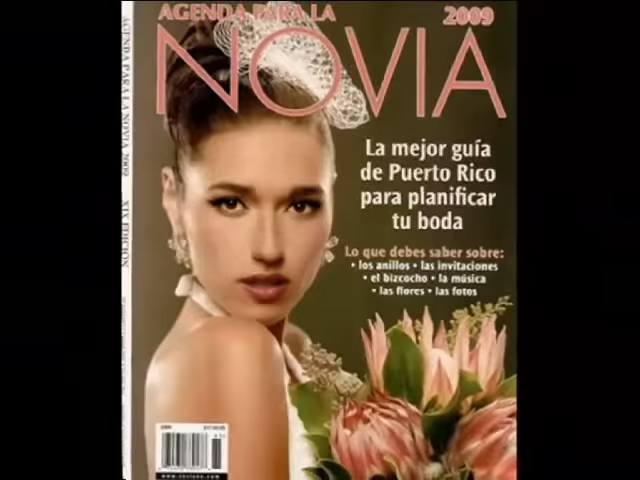 AGENDA PARA LA
2009
NOVIA
La mejor guía
de Puerto Rico
para planificar
tu boda
Lo que debes saber sobre:
• los anillos • las invitaciones
• el bizcocho • la música
• las flores • las fotos
AGENDA PARA LA NOVIA 2009 XIX EDICION